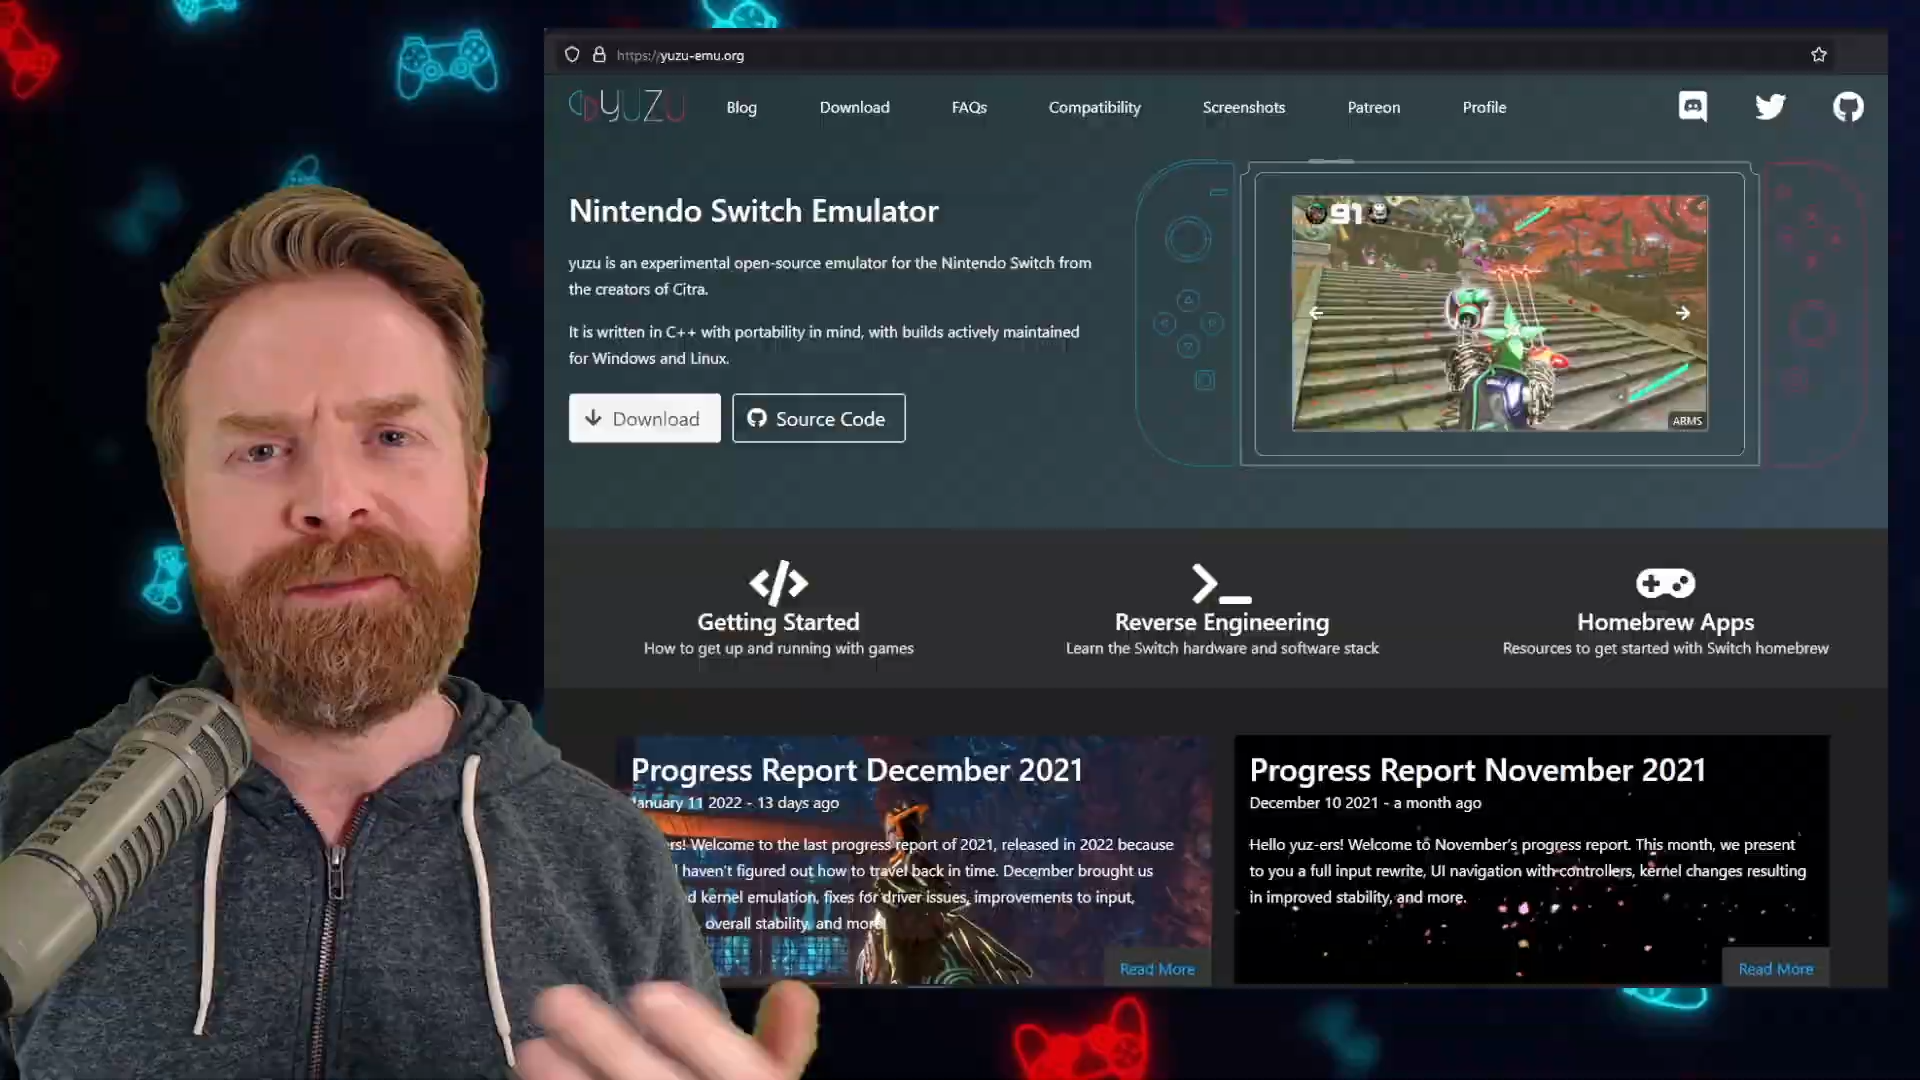 https://yuzu-emu.org
YUZU Blog Download FAQs Compatibility Screenshots Patreon Profile
Nintendo Switch Emulator
yuzu is an experimental open-source emulator for the Nintendo Switch from
the creators of Citra.
It is written in C++ with portability in mind, with builds actively maintained
for Windows and Linux.
Download Source Code
91
ARMS
</>
Getting Started
How to get up and running with games
Reverse Engineering
Learn the Switch hardware and software stack
Homebrew Apps
Resources to get started with Switch homebrew
Progress Report December 2021
January 11 2022 - 13 days ago
Welcome to the last progress report of 2021, released in 2022 because
haven't figured out how to travel back in time. December brought us
kernel emulation, fixes for driver issues, improvements to input,
overall stability, and more!
Read More
Progress Report November 2021
December 10 2021 - a month ago
Hello yuz-ers! Welcome to November's progress report. This month, we present
to you a full input rewrite, UI navigation with controllers, kernel changes resulting
in improved stability, and more.
Read More